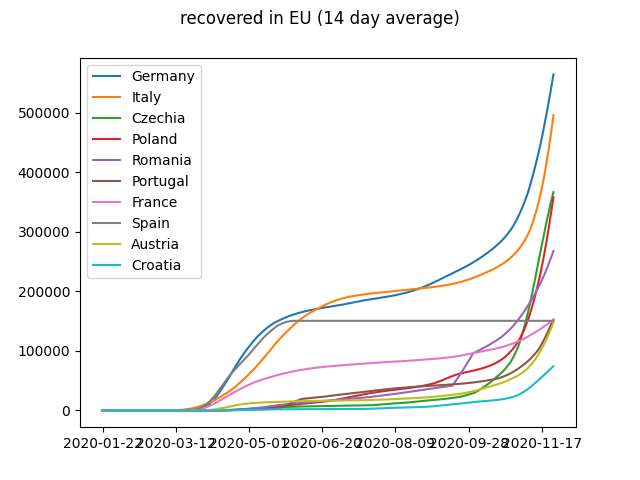 recovered in EU (14 day average)
Germany
Italy
Czechia
Poland
Romania
Portugal
France
Spain
Austria
Croatia
500000
400000
300000
200000
100000
0
2020-01-22 2020-03-12 2020-05-01 2020-06-20 2020-08-09 2020-09-28 2020-11-17